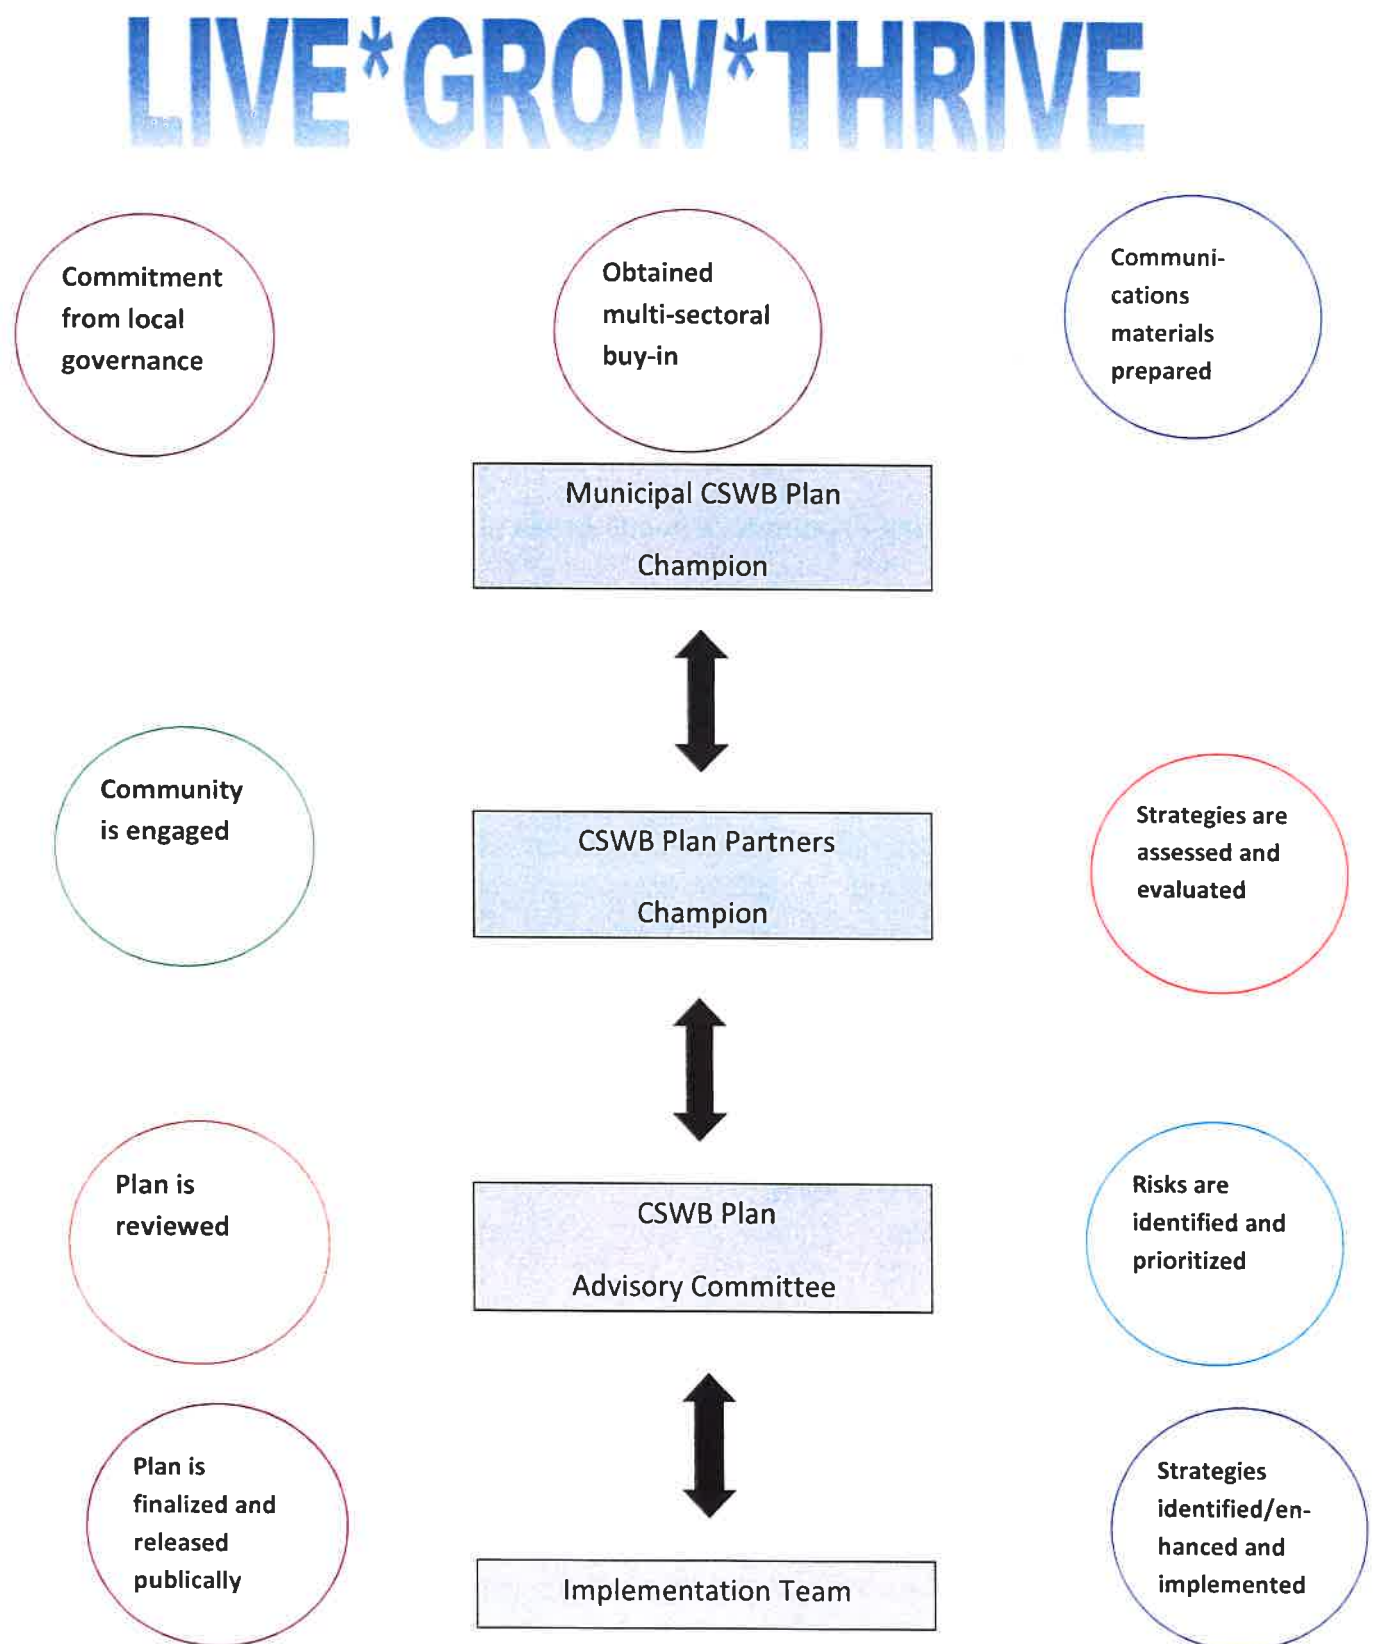 LIVE*GROW*THRIVE
Commitment
from local
governance
Obtained
multi-sectoral
buy-in
Communi-
cations
materials
prepared
Municipal CSWB Plan
Champion
Community
is engaged
CSWB Plan Partners
Champion
Strategies are
assessed and
evaluated
Plan is
reviewed
CSWB Plan
Advisory Committee
Risks are
identified and
prioritized
Plan is
finalized and
released
publically
Implementation Team
Strategies
identified/en-
hanced and
implemented